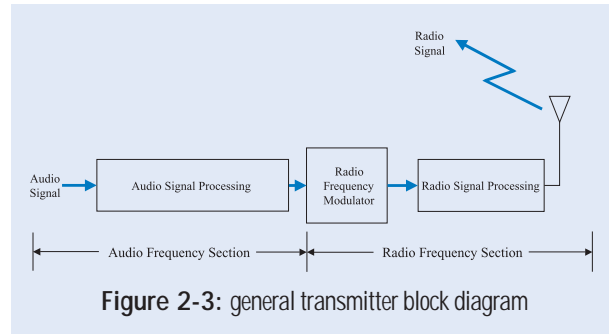 Radio
Signal
Audio
Signal
Audio Signal Processing
Radio
Frequency
Modulator
Radio Signal Processing
Audio Frequency Section
Radio Frequency Section
Figure 2-3: general transmitter block diagram